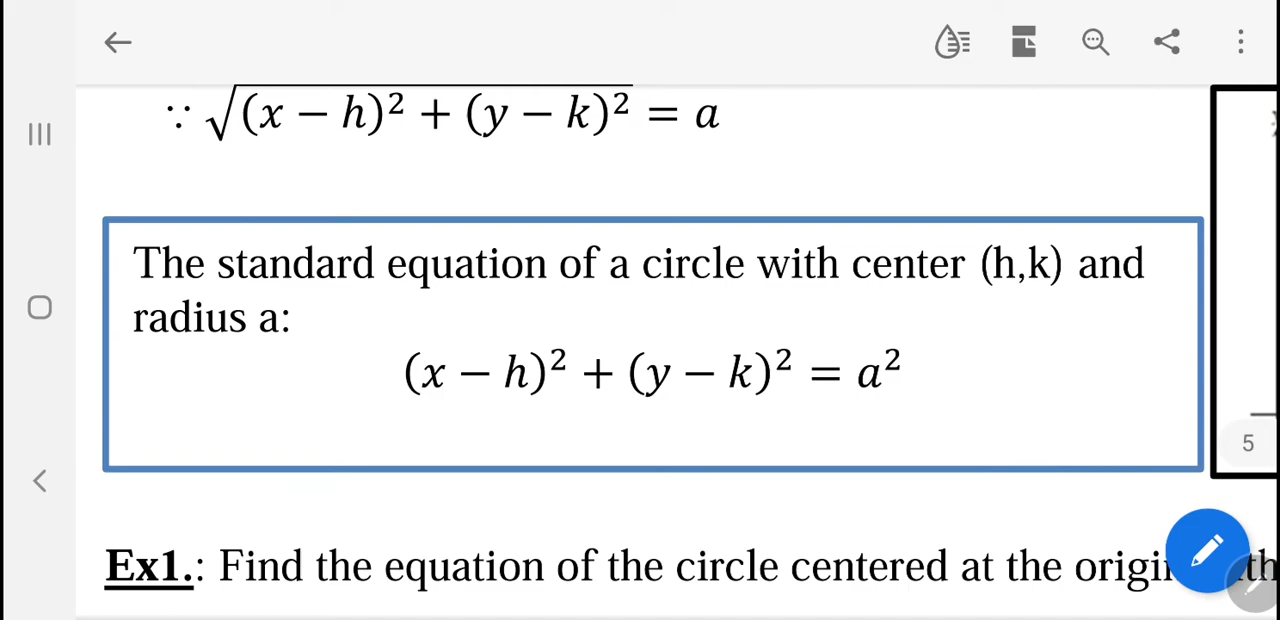 ∵ √(x − h)² + (y − k)² = a
The standard equation of a circle with center (h,k) and
radius a:
(x − h)² + (y − k)² = a²
5
Ex1.: Find the equation of the circle centered at the